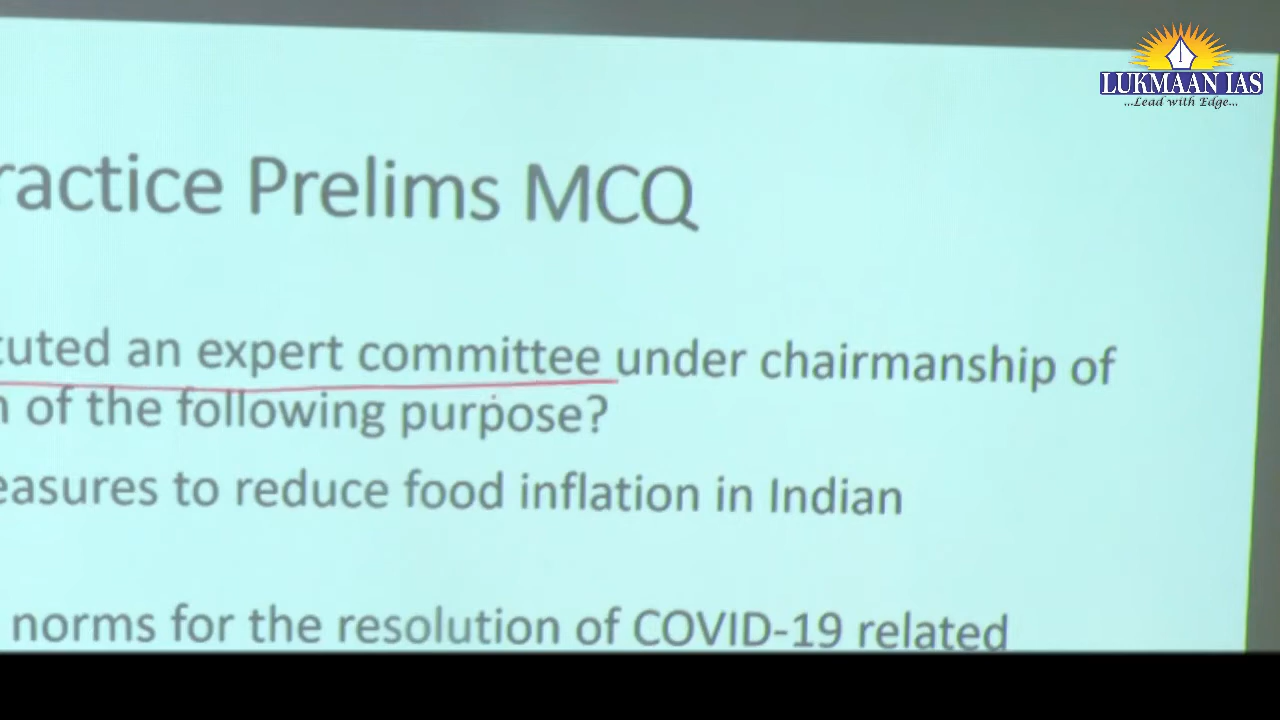 LUKMAAN IAS
...Lead with Edge...
ractice Prelims MCQ
tuted an expert committee under chairmanship of
of the following purpose?
easures to reduce food inflation in Indian
norms for the resolution of COVID-19 related